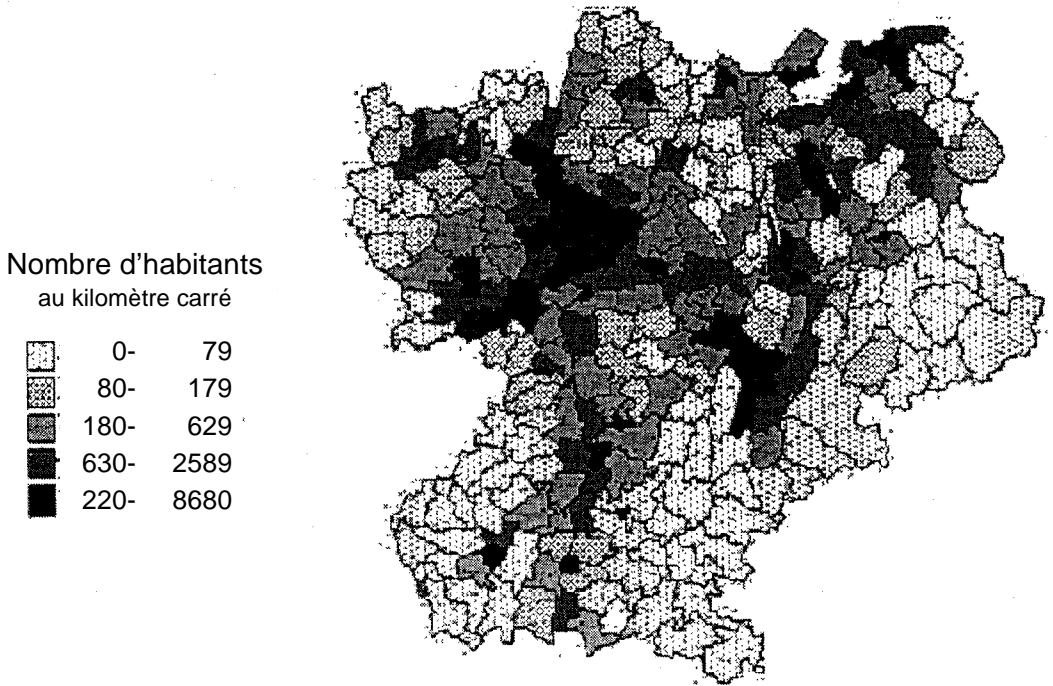 Nombre d'habitants
au kilomètre carré
0- 79
80- 179
180- 629
630- 2589
220- 8680